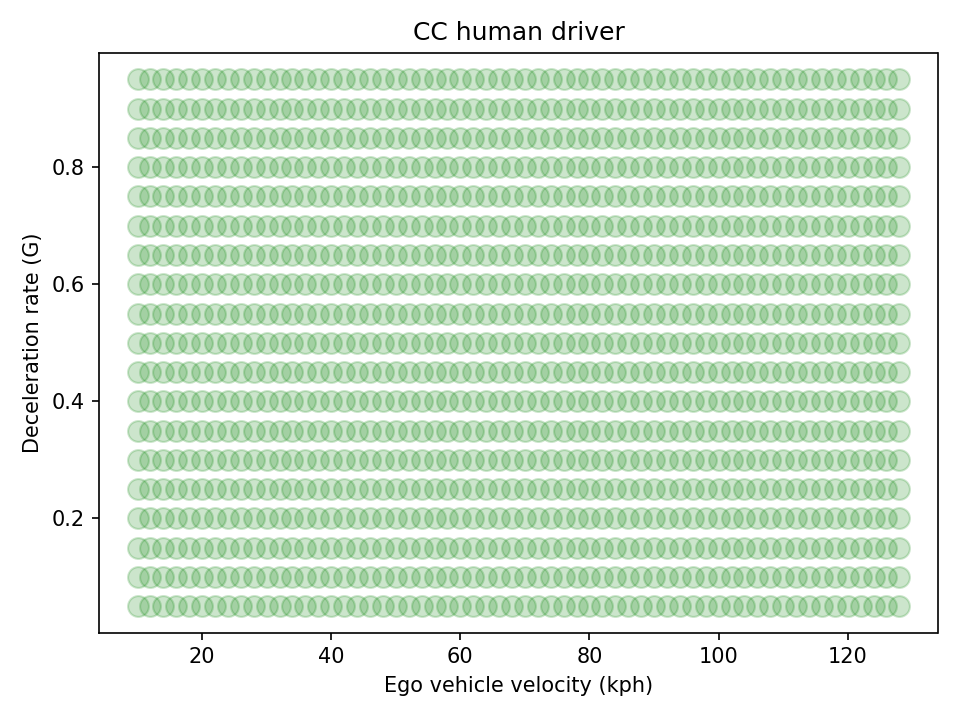 CC human driver
Deceleration rate (G)
0.8
0.6
0.4
0.2
20 40 60 80 100 120
Ego vehicle velocity (kph)